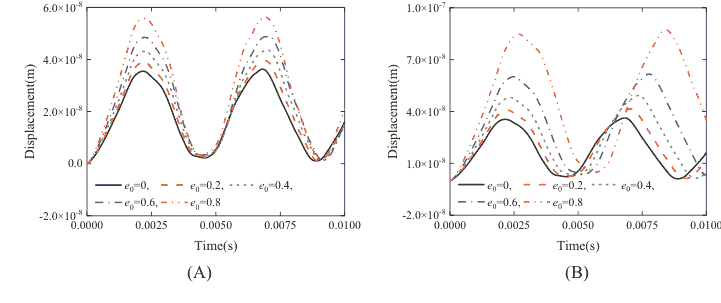 6.0×10⁻⁸
4.0×10⁻⁸
2.0×10⁻⁸
0.0
-2.0×10⁻⁸
Displacement(m)
e₀=0, e₀=0.2, e₀=0.4,
e₀=0.6, e₀=0.8
0.0000 0.0025 0.0050 0.0075 0.0100
Time(s)
(A)
1.0×10⁻⁷
7.0×10⁻⁸
4.0×10⁻⁸
1.0×10⁻⁸
-2.0×10⁻⁸
Displacement(m)
e₀=0, e₀=0.2, e₀=0.4,
e₀=0.6, e₀=0.8
0.0000 0.0025 0.0050 0.0075 0.0100
Time(s)
(B)